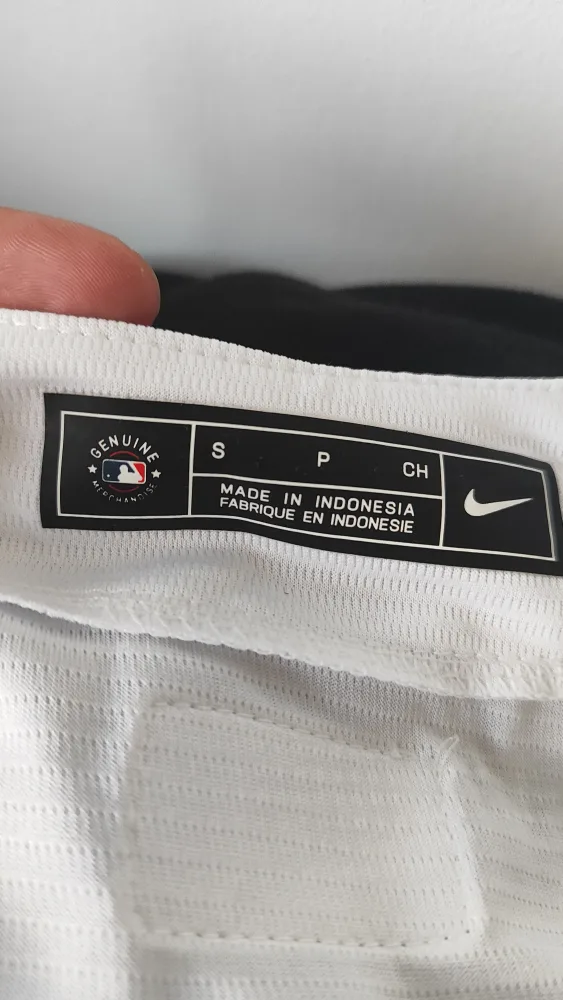 GENUINE
MERCHANDISE
S P CH
MADE IN INDONESIA
FABRIQUE EN INDONESIE